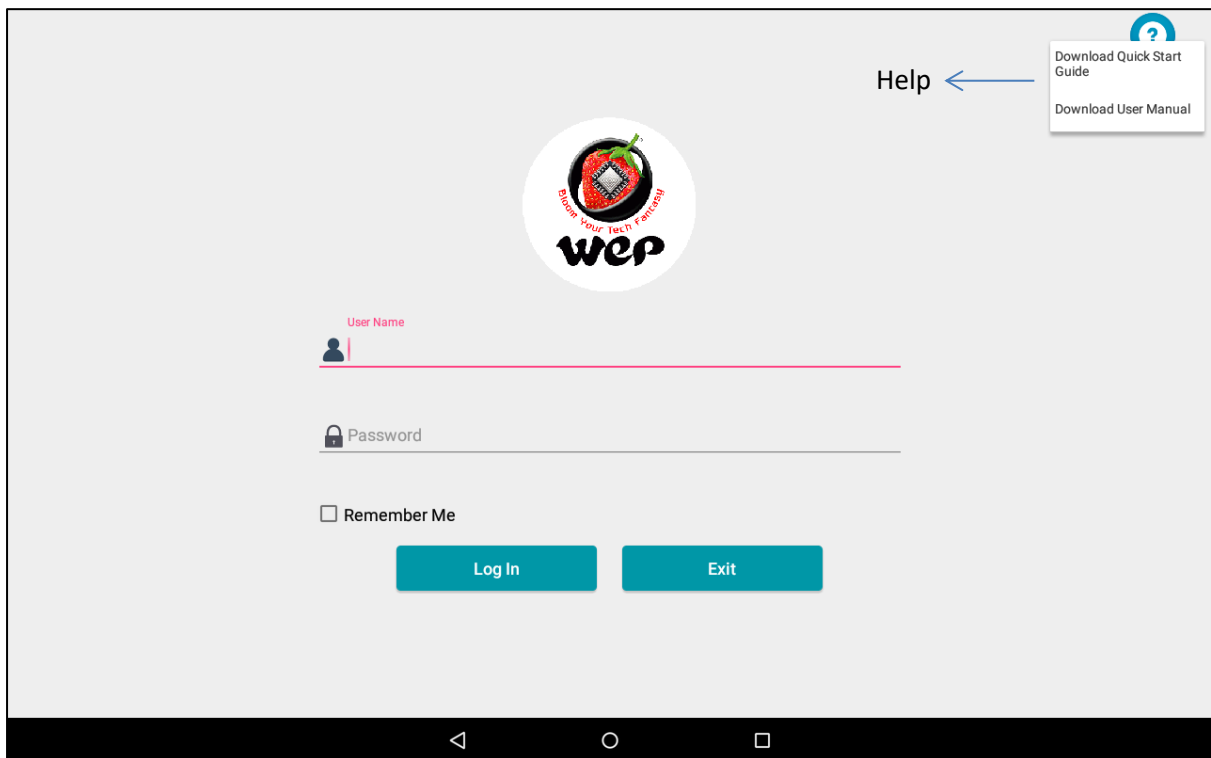 ?
Download Quick Start
Guide
Help
Download User Manual
Bloom Your Tech Fantasy
wep
User Name
Password
Remember Me
Log In
Exit